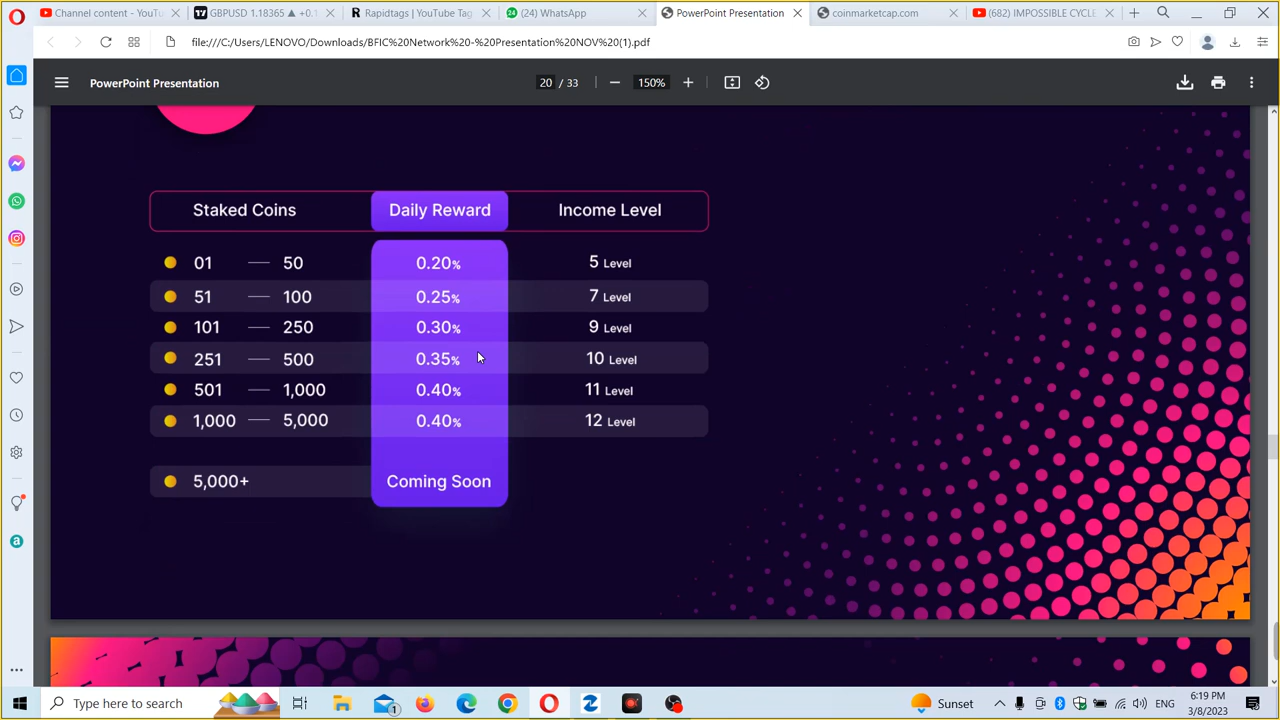 Channel content - YouTu
GBPUSD 1.18365 ▲ +0.1
Rapidtags | YouTube Tag
(24) WhatsApp
PowerPoint Presentation
coinmarketcap.com
(682) IMPOSSIBLE CYCLE
file:///C:/Users/LENOVO/Downloads/BFIC%20Network%20-%20Presentation%20NOV%20(1).pdf
PowerPoint Presentation
20 / 33
150%
Staked Coins Daily Reward Income Level
01 — 50 0.20% 5 Level
51 — 100 0.25% 7 Level
101 — 250 0.30% 9 Level
251 — 500 0.35% 10 Level
501 — 1,000 0.40% 11 Level
1,000 — 5,000 0.40% 12 Level
5,000+ Coming Soon
Type here to search
Sunset
ENG
6:19 PM
3/8/2023